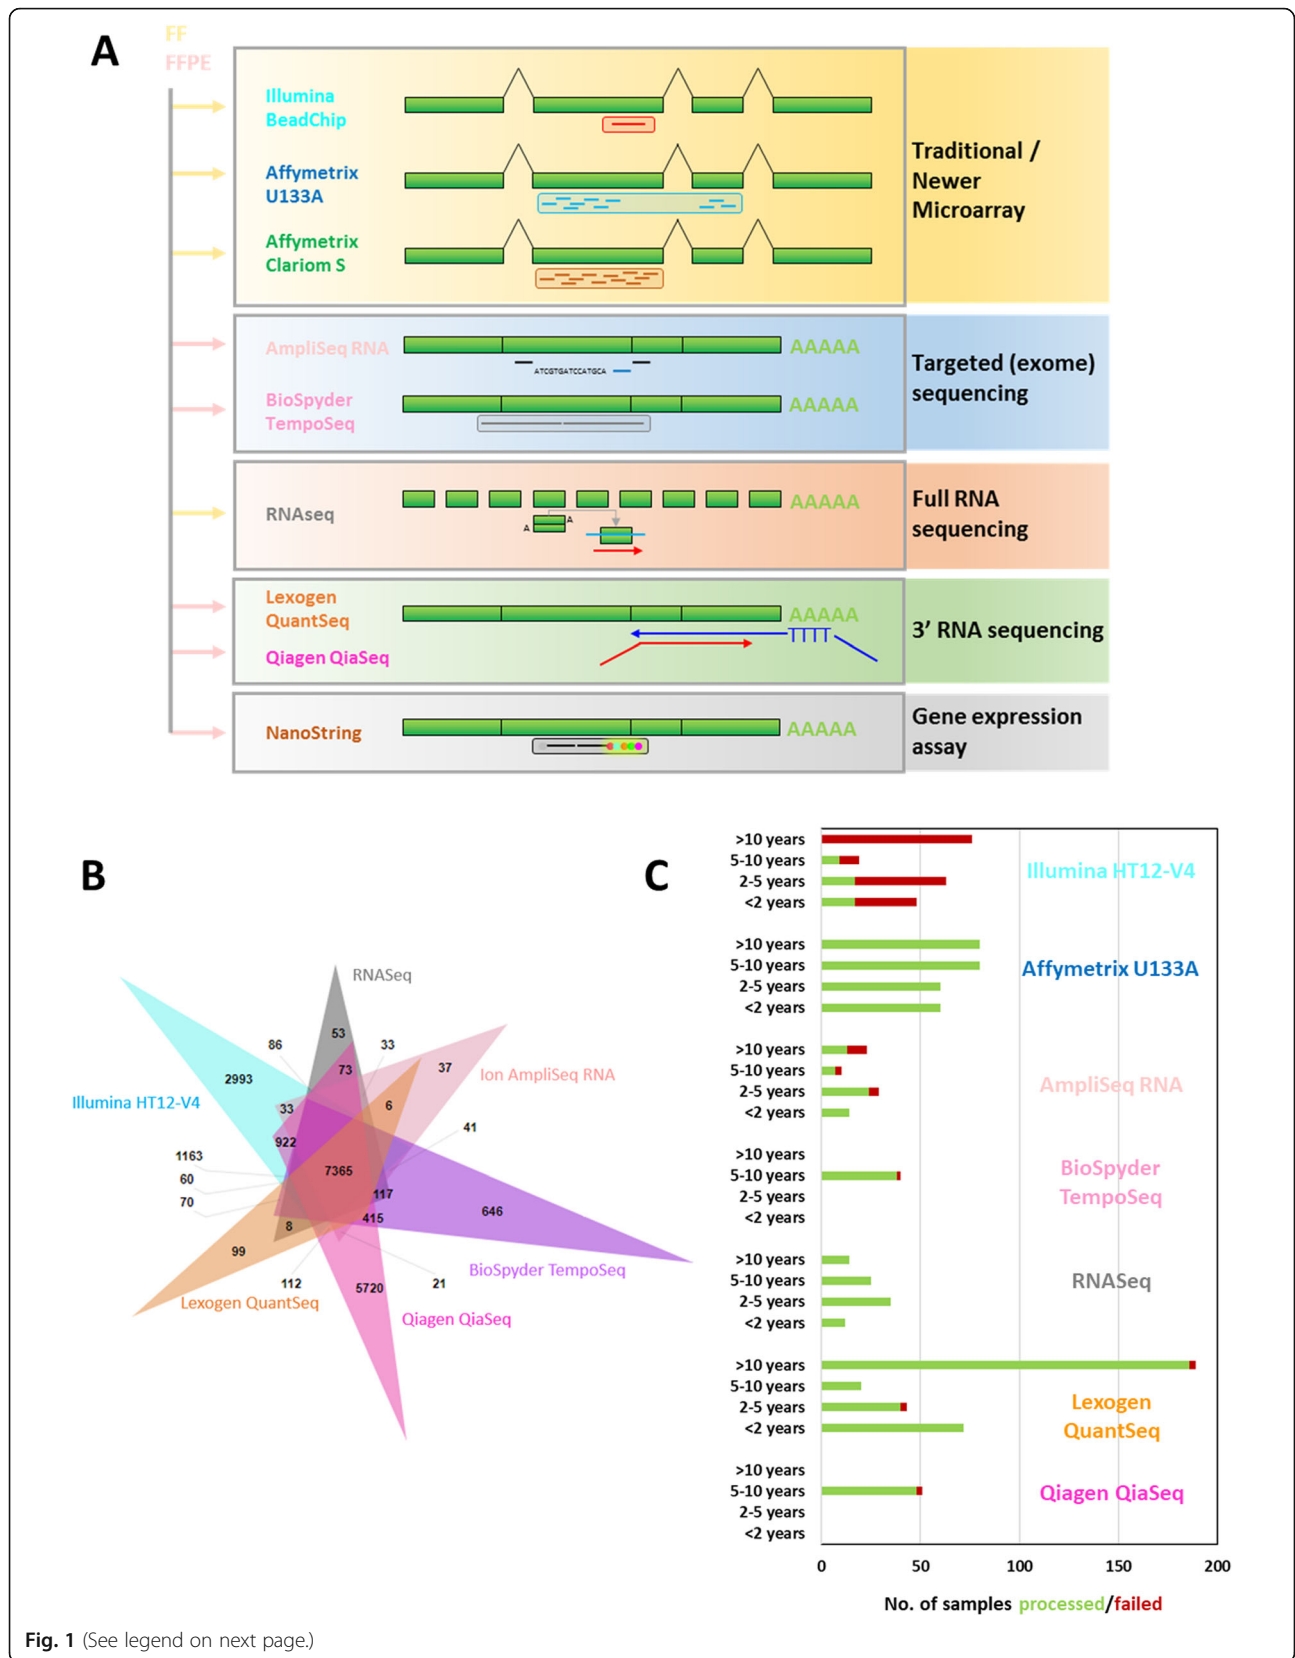 A
FF
FFPE
Illumina
BeadChip
Affymetrix
U133A
Affymetrix
Clariom S
Traditional /
Newer
Microarray
AmpliSeq RNA
AAAAA
ATCGTGATCCATGCA
BioSpyder
TempoSeq
AAAAA
Targeted (exome)
sequencing
RNAseq
AAAAA
A
A
Full RNA
sequencing
Lexogen
QuantSeq
AAAAA
TTTT
Qiagen QiaSeq
3’ RNA sequencing
NanoString
AAAAA
Gene expression
assay
B
RNASeq
53
86
33
73
37
Ion AmpliSeq RNA
2993
Illumina HT12-V4
33
6
41
922
1163
60
70
7365
117
646
415
8
99
BioSpyder TempoSeq
112
5720
21
Lexogen QuantSeq
Qiagen QiaSeq
C
>10 years
5-10 years
2-5 years
<2 years
Illumina HT12-V4
>10 years
5-10 years
2-5 years
<2 years
Affymetrix U133A
>10 years
5-10 years
2-5 years
<2 years
AmpliSeq RNA
>10 years
5-10 years
2-5 years
<2 years
BioSpyder
TempoSeq
>10 years
5-10 years
2-5 years
<2 years
RNASeq
>10 years
5-10 years
2-5 years
<2 years
Lexogen
QuantSeq
>10 years
5-10 years
2-5 years
<2 years
Qiagen QiaSeq
0 50 100 150 200
No. of samples processed/failed
Fig. 1 (See legend on next page.)